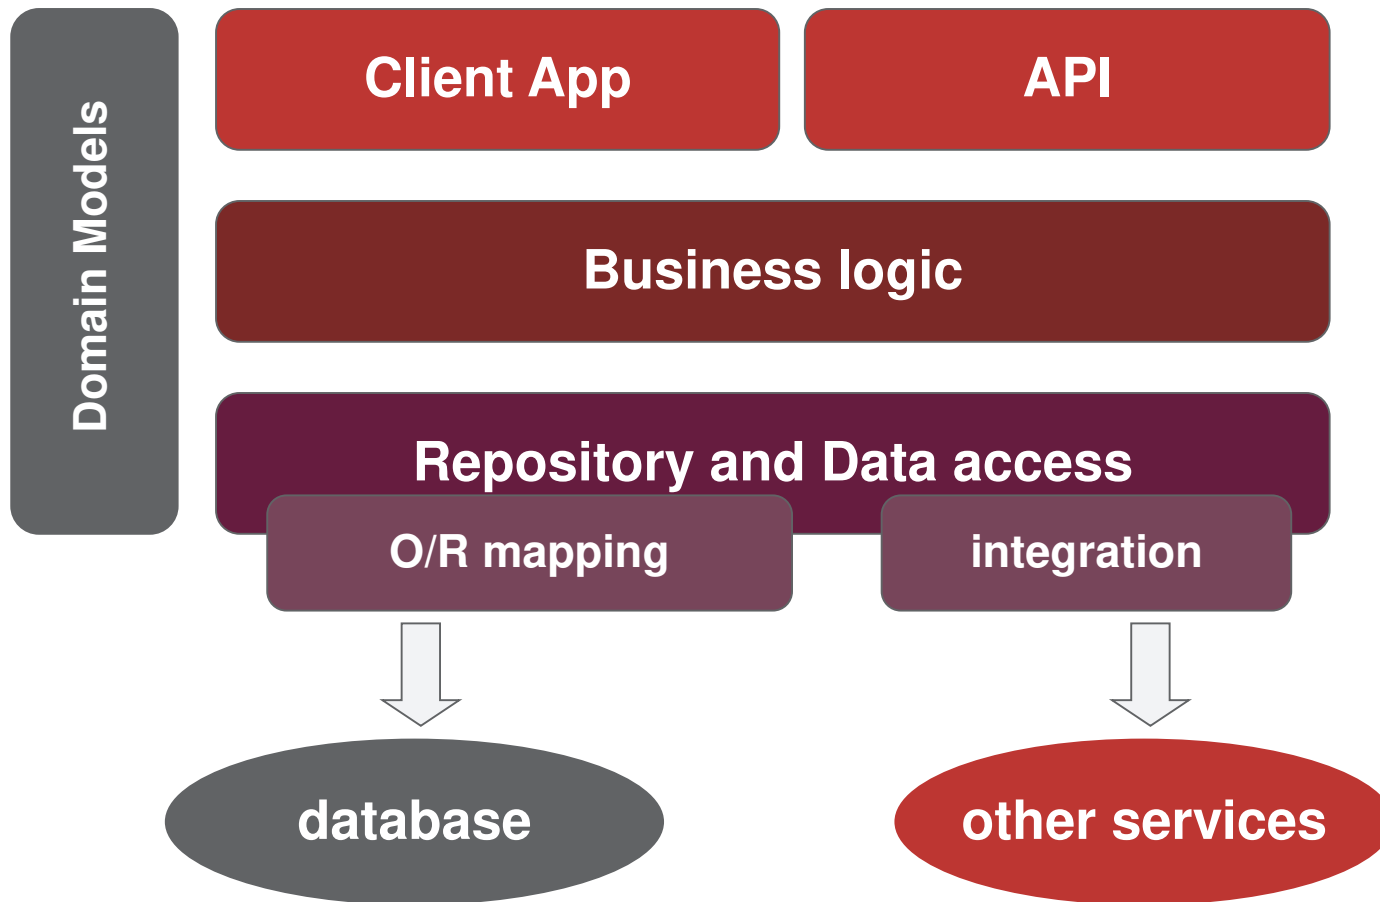 Domain Models
Client App
API
Business logic
Repository and Data access
O/R mapping
integration
database
other services